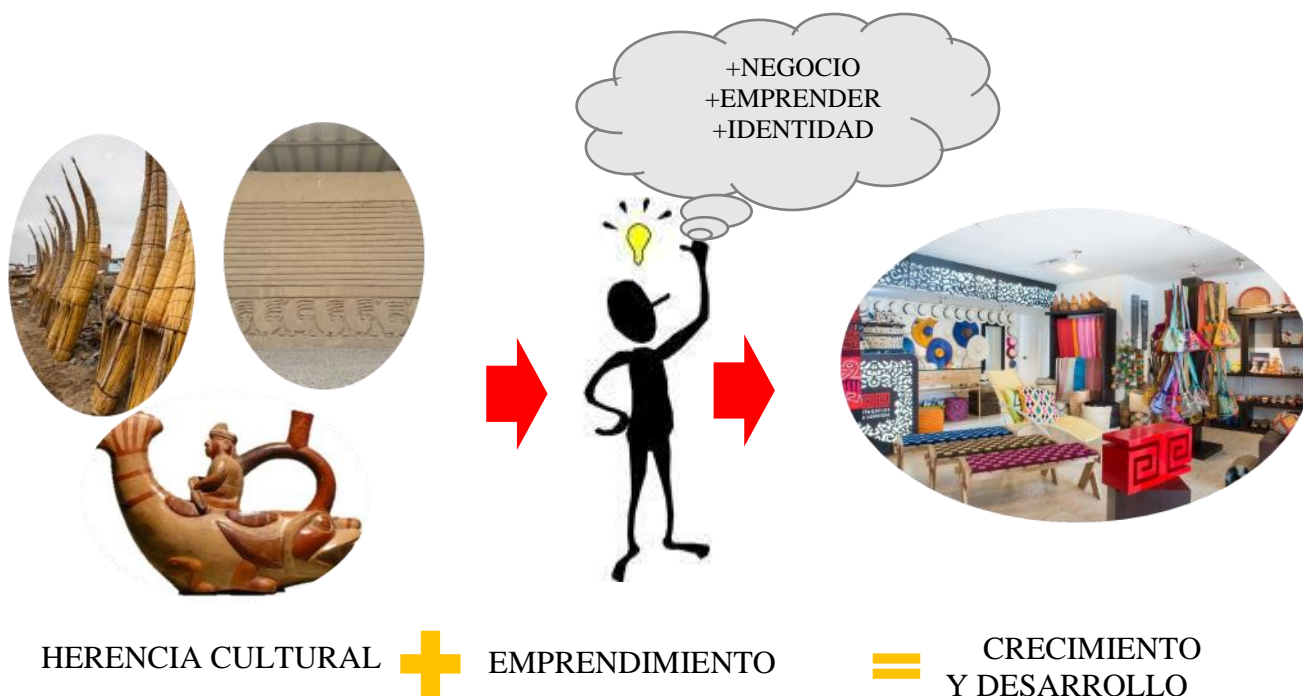 +NEGOCIO
+EMPRENDER
+IDENTIDAD
HERENCIA CULTURAL
EMPRENDIMIENTO
CRECIMIENTO
Y DESARROLLO